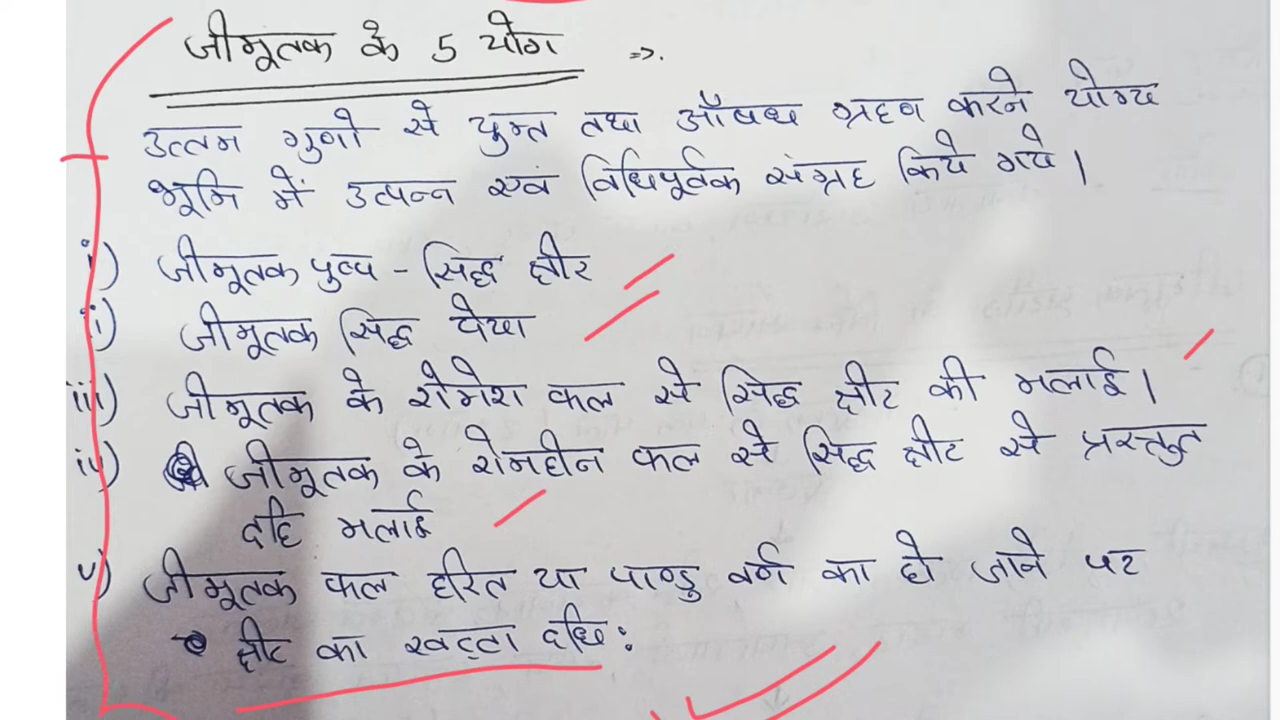 जीमूतक के 5 योग =>.
उत्तम गुणो से युक्त तथा औषध ग्रहण करने योग्य
भूमि में उत्पन्न एवं विधिपूर्वक संग्रह किये गये।
i) जीमूतक पुष्प - सिद्ध क्षीर
ii) जीमूतक सिद्ध पेया
iii) जीमूतक के रोमेश फल से सिद्ध क्षीर की मलाई।
iv) जीमूतक के रोमहीन फल से सिद्ध क्षीर से प्रस्तुत
दहि मलाई
v) जीमूतक फल हरित या पाण्डु वर्ण का हो जाने पर
क्षीर का खट्टा दधि: